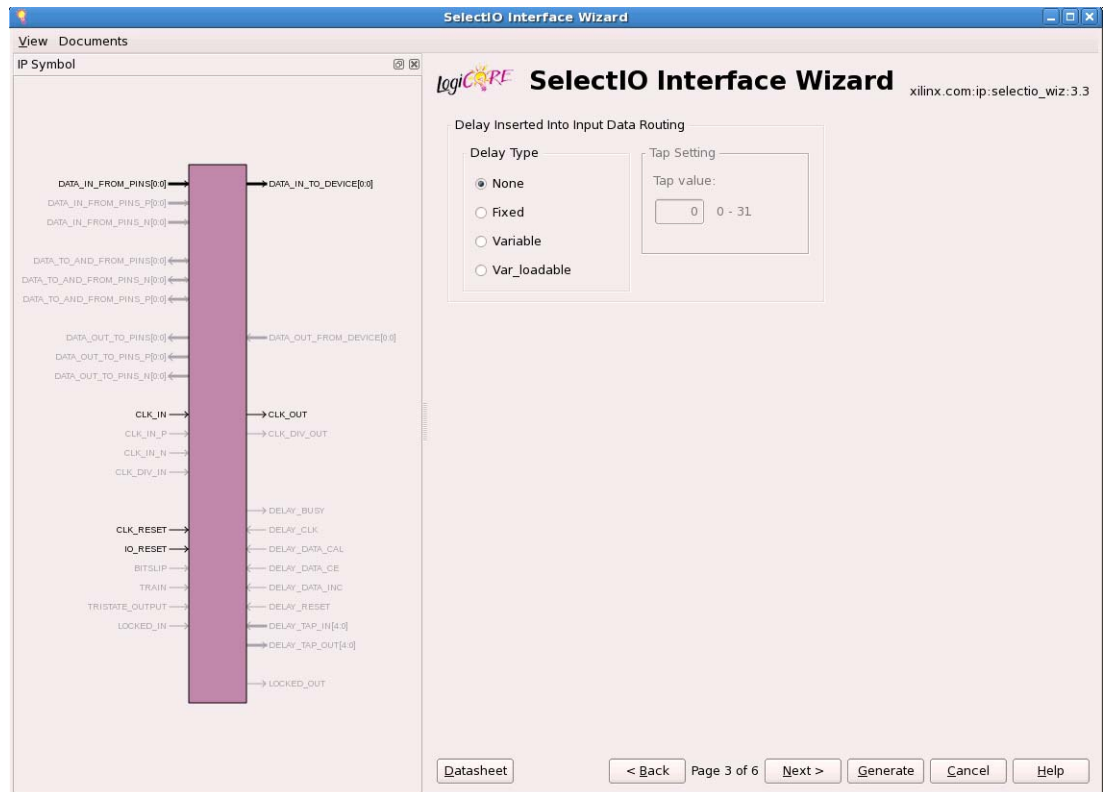 SelectIO Interface Wizard
View Documents
IP Symbol
DATA_IN_FROM_PINS[0:0]
DATA_IN_TO_DEVICE[0:0]
DATA_IN_FROM_PINS_P[0:0]
DATA_IN_FROM_PINS_N[0:0]
DATA_TO_AND_FROM_PINS[0:0]
DATA_TO_AND_FROM_PINS_N[0:0]
DATA_TO_AND_FROM_PINS_P[0:0]
DATA_OUT_TO_PINS[0:0]
DATA_OUT_FROM_DEVICE[0:0]
DATA_OUT_TO_PINS_P[0:0]
DATA_OUT_TO_PINS_N[0:0]
CLK_IN
CLK_OUT
CLK_IN_P
CLK_DIV_OUT
CLK_IN_N
CLK_DIV_IN
DELAY_BUSY
CLK_RESET
DELAY_CLK
IO_RESET
DELAY_DATA_CAL
BITSLIP
DELAY_DATA_CE
TRAIN
DELAY_DATA_INC
TRISTATE_OUTPUT
DELAY_RESET
LOCKED_IN
DELAY_TAP_IN[4:0]
DELAY_TAP_OUT[4:0]
LOCKED_OUT
LogiCORE SelectIO Interface Wizard xilinx.com:ip:selectio_wiz:3.3
Delay Inserted Into Input Data Routing
Delay Type
None
Fixed
Variable
Var_loadable
Tap Setting
Tap value:
0 0 - 31
Datasheet < Back Page 3 of 6 Next > Generate Cancel Help